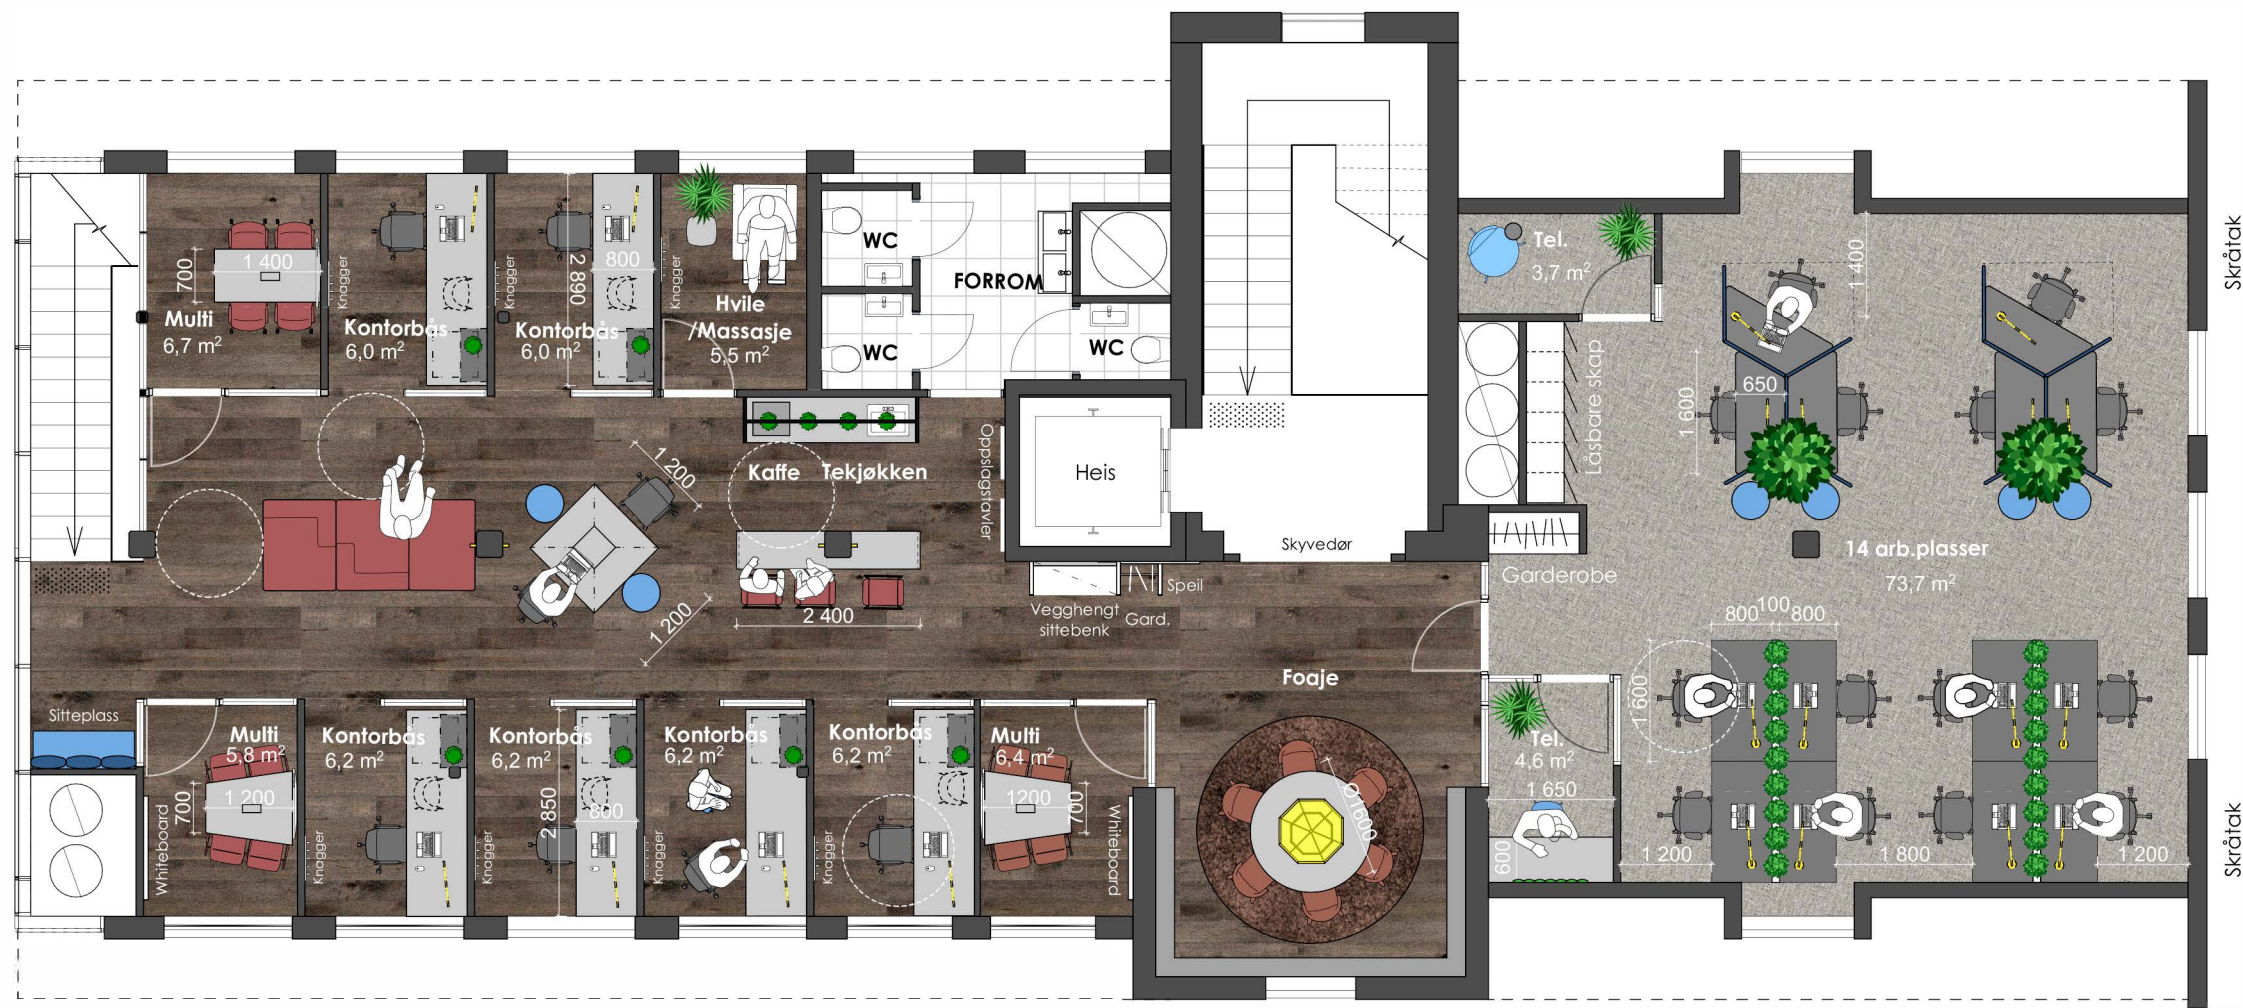 Skråtak
Tel.
3,7 m²
1 400
WC
FORROM
1 400
700
Knagger
2 890
800
Knagger
Knagger
Hvile
/Massasje
5,5 m²
Multi
6,7 m²
Kontorbås
6,0 m²
Kontorbås
6,0 m²
WC
WC
Låsbare skap
650
1 600
1 200
Kaffe Tekjøkken
Oppslagstavler
Heis
Skyvedør
14 arb.plasser
73,7 m²
Garderobe
Vegghengt
sittebenk
Gard.
Speil
2 400
1 200
800
100
800
Foaje
1 600
Sitteplass
Multi
5,8 m²
Kontorbås
6,2 m²
Kontorbås
6,2 m²
Kontorbås
6,2 m²
Kontorbås
6,2 m²
Multi
6,4 m²
Tel.
4,6 m²
1 650
600
700
1 200
Whiteboard
Knagger
2 850
800
Knagger
Knagger
Knagger
1200
700
Whiteboard
Ø1600
1 200
1 800
1 200
Skråtak